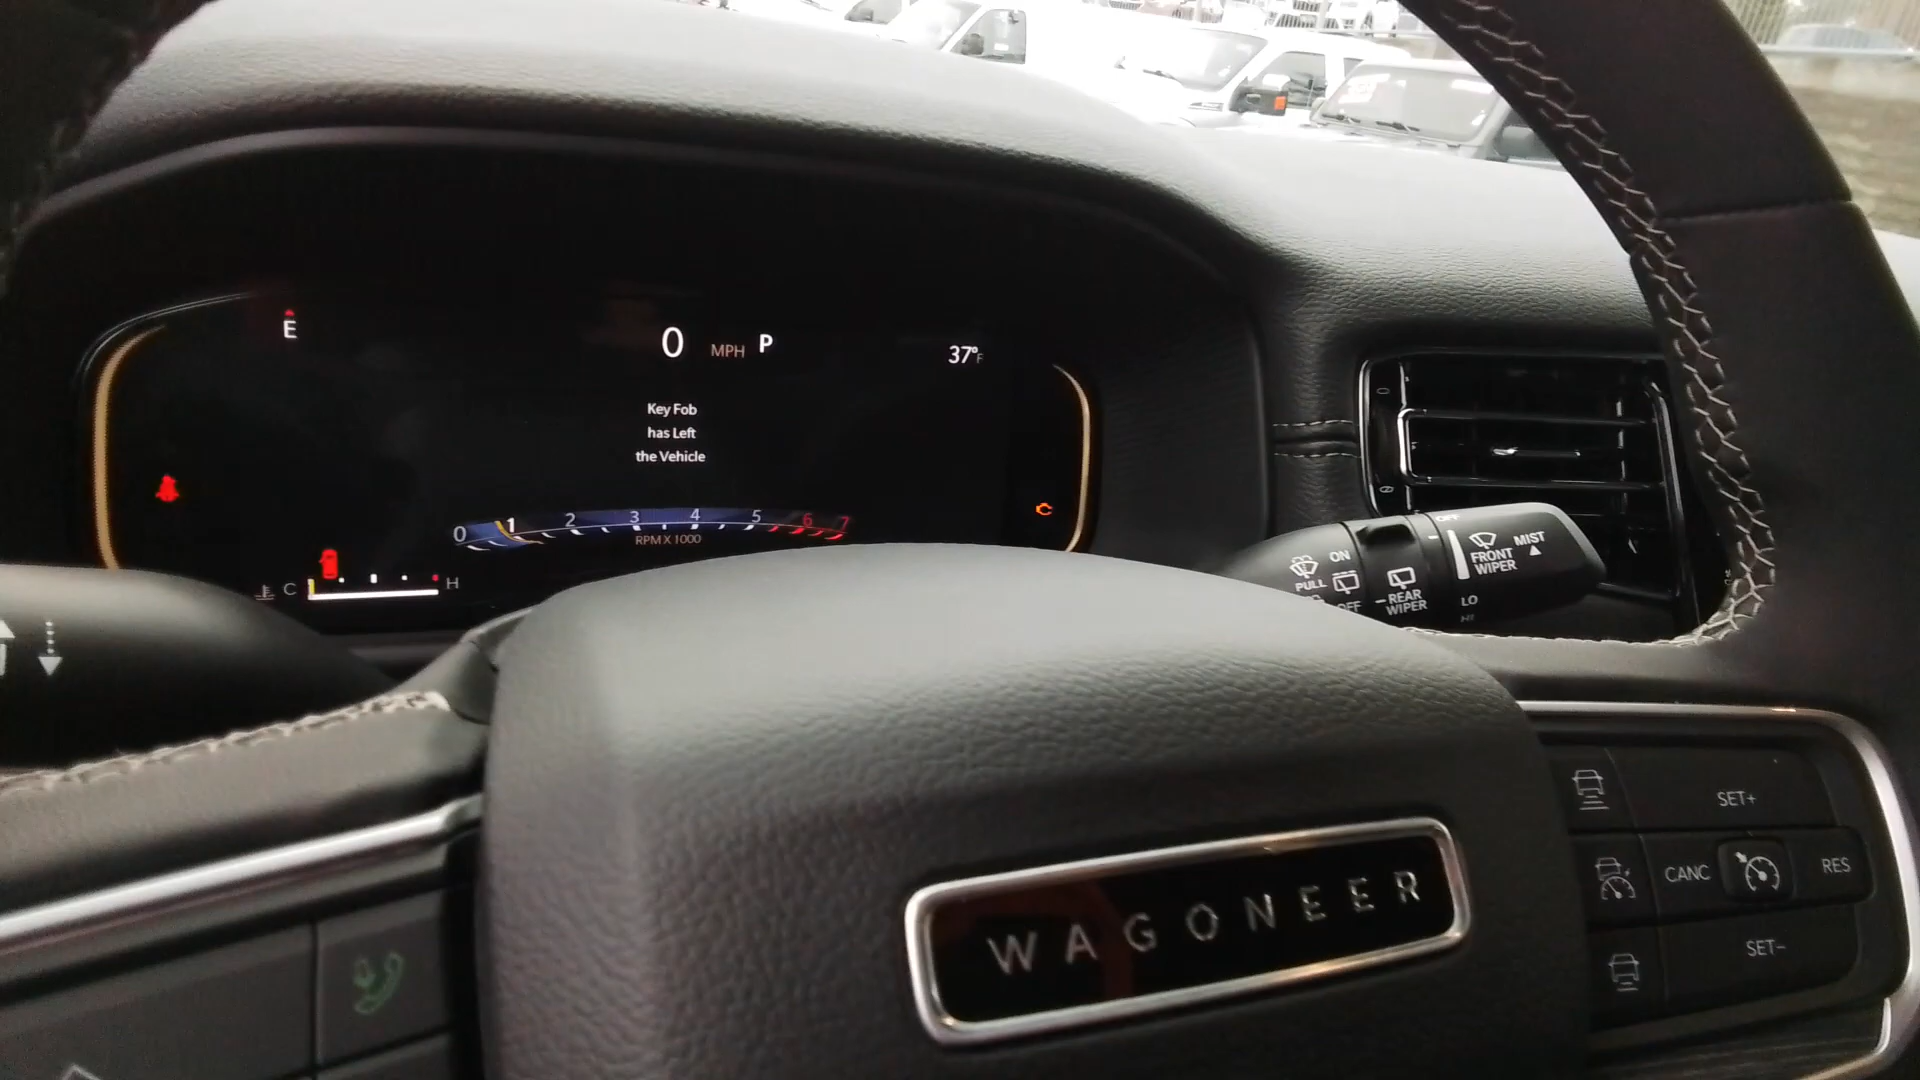 E
0 MPH P
37°F
Key Fob
has Left
the Vehicle
0 1 2 3 4 5 6 7
RPM X 1000
C H
OFF
ON
PULL
OFF
REAR
WIPER
FRONT
WIPER
MIST
LO
HI
WAGONEER
SET+
CANC
RES
SET-